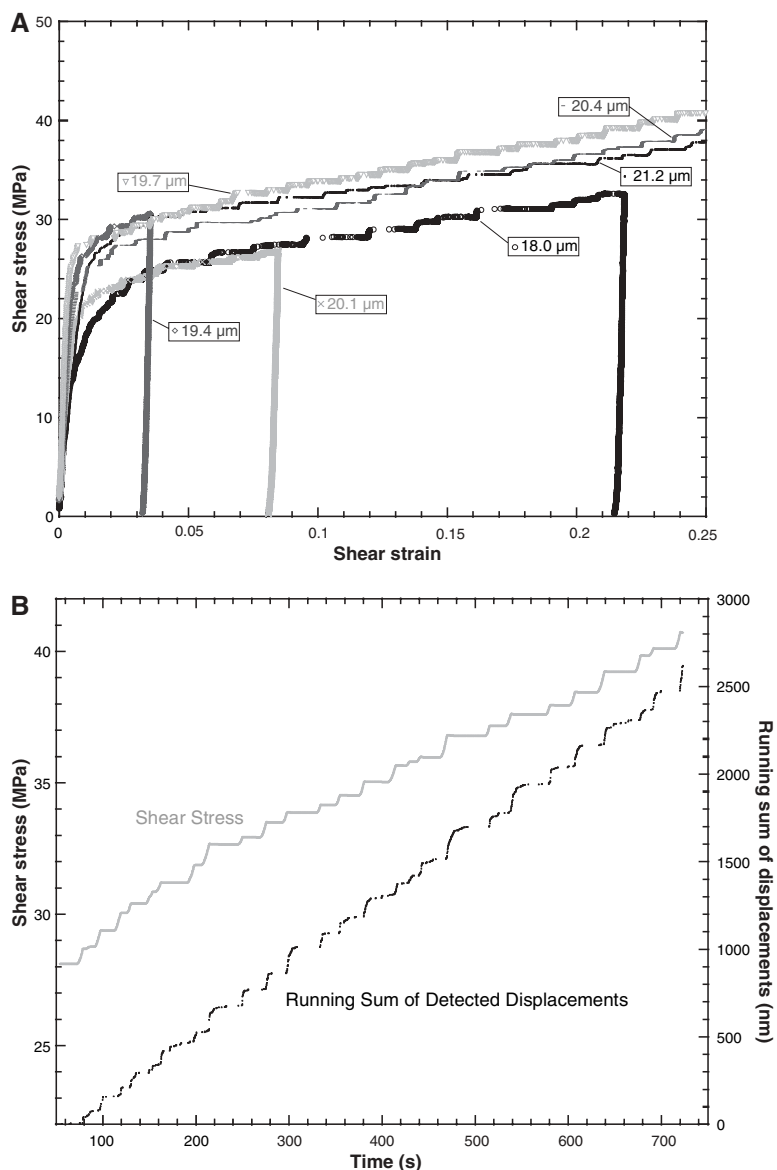 A
50
40
30
20
10
0
Shear stress (MPa)
- 20.4 µm
▽19.7 µm
· 21.2 µm
○ 18.0 µm
×20.1 µm
◇ 19.4 µm
0 0.05 0.1 0.15 0.2 0.25
Shear strain
B
40
35
30
25
Shear stress (MPa)
Shear Stress
Running Sum of Detected Displacements
3000
2500
2000
1500
1000
500
0
Running sum of displacements (nm)
100 200 300 400 500 600 700
Time (s)